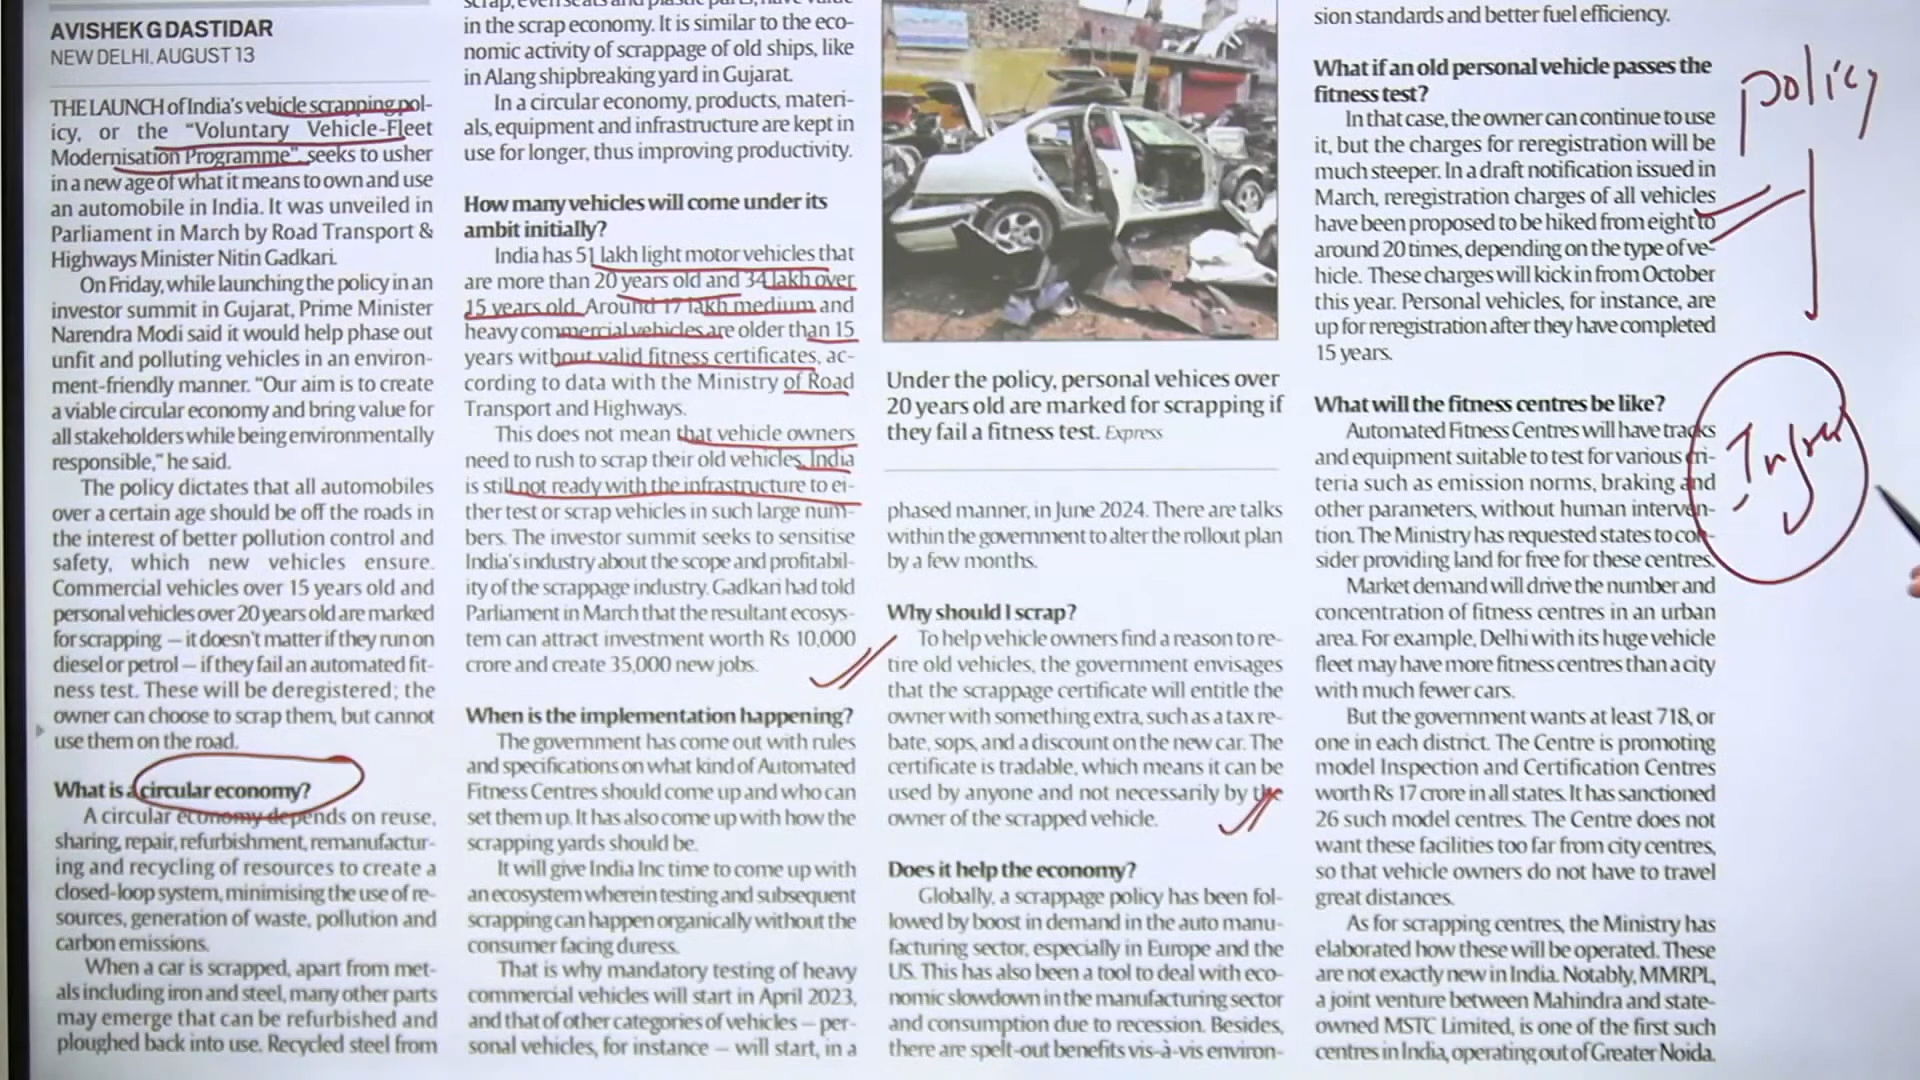 AVISHEK G DASTIDAR
NEW DELHI, AUGUST 13
THE LAUNCH of India's vehicle scrapping pol-
icy, or the "Voluntary Vehicle-Fleet
Modernisation Programme" seeks to usher
in a new age of what it means to own and use
an automobile in India. It was unveiled in
Parliament in March by Road Transport &
Highways Minister Nitin Gadkari.
On Friday, while launching the policy in an
investor summit in Gujarat, Prime Minister
Narendra Modi said it would help phase out
unfit and polluting vehicles in an environ-
ment-friendly manner. "Our aim is to create
a viable circular economy and bring value for
all stakeholders while being environmentally
responsible," he said.
The policy dictates that all automobiles
over a certain age should be off the roads in
the interest of better pollution control and
safety, which new vehicles ensure.
Commercial vehicles over 15 years old and
personal vehicles over 20 years old are marked
for scrapping — it doesn't matter if they run on
diesel or petrol — if they fail an automated fit-
ness test. These will be deregistered; the
owner can choose to scrap them, but cannot
use them on the road.
What is a circular economy?
A circular economy depends on reuse,
sharing, repair, refurbishment, remanufactur-
ing and recycling of resources to create a
closed-loop system, minimising the use of re-
sources, generation of waste, pollution and
carbon emissions.
When a car is scrapped, apart from met-
als including iron and steel, many other parts
may emerge that can be refurbished and
ploughed back into use. Recycled steel from
scrap, even seats and plastic parts, have value
in the scrap economy. It is similar to the eco-
nomic activity of scrappage of old ships, like
in Alang shipbreaking yard in Gujarat.
In a circular economy, products, materi-
als, equipment and infrastructure are kept in
use for longer, thus improving productivity.
How many vehicles will come under its
ambit initially?
India has 51 lakh light motor vehicles that
are more than 20 years old and 34 lakh over
15 years old. Around 17 lakh medium and
heavy commercial vehicles are older than 15
years without valid fitness certificates, ac-
cording to data with the Ministry of Road
Transport and Highways.
This does not mean that vehicle owners
need to rush to scrap their old vehicles. India
is still not ready with the infrastructure to ei-
ther test or scrap vehicles in such large num-
bers. The investor summit seeks to sensitise
India's industry about the scope and profitabil-
ity of the scrappage industry. Gadkari had told
Parliament in March that the resultant ecosys-
tem can attract investment worth Rs 10,000
crore and create 35,000 new jobs.
When is the implementation happening?
The government has come out with rules
and specifications on what kind of Automated
Fitness Centres should come up and who can
set them up. It has also come up with how the
scrapping yards should be.
It will give India Inc time to come up with
an ecosystem wherein testing and subsequent
scrapping can happen organically without the
consumer facing duress.
That is why mandatory testing of heavy
commercial vehicles will start in April 2023,
and that of other categories of vehicles — per-
sonal vehicles, for instance — will start, in a
Under the policy, personal vehices over
20 years old are marked for scrapping if
they fail a fitness test. Express
phased manner, in June 2024. There are talks
within the government to alter the rollout plan
by a few months.
Why should I scrap?
To help vehicle owners find a reason to re-
tire old vehicles, the government envisages
that the scrappage certificate will entitle the
owner with something extra, such as a tax re-
bate, sops, and a discount on the new car. The
certificate is tradable, which means it can be
used by anyone and not necessarily by the
owner of the scrapped vehicle.
Does it help the economy?
Globally, a scrappage policy has been fol-
lowed by boost in demand in the auto manu-
facturing sector, especially in Europe and the
US. This has also been a tool to deal with eco-
nomic slowdown in the manufacturing sector
and consumption due to recession. Besides,
there are spelt-out benefits vis-à-vis environ-
sion standards and better fuel efficiency.
What if an old personal vehicle passes the
fitness test?
In that case, the owner can continue to use
it, but the charges for reregistration will be
much steeper. In a draft notification issued in
March, reregistration charges of all vehicles
have been proposed to be hiked from eight to
around 20 times, depending on the type of ve-
hicle. These charges will kick in from October
this year. Personal vehicles, for instance, are
up for reregistration after they have completed
15 years.
What will the fitness centres be like?
Automated Fitness Centres will have tracks
and equipment suitable to test for various cri-
teria such as emission norms, braking and
other parameters, without human interven-
tion. The Ministry has requested states to con-
sider providing land for free for these centres.
Market demand will drive the number and
concentration of fitness centres in an urban
area. For example, Delhi with its huge vehicle
fleet may have more fitness centres than a city
with much fewer cars.
But the government wants at least 718, or
one in each district. The Centre is promoting
model Inspection and Certification Centres
worth Rs 17 crore in all states. It has sanctioned
26 such model centres. The Centre does not
want these facilities too far from city centres,
so that vehicle owners do not have to travel
great distances.
As for scrapping centres, the Ministry has
elaborated how these will be operated. These
are not exactly new in India. Notably, MMRPL,
a joint venture between Mahindra and state-
owned MSTC Limited, is one of the first such
centres in India, operating out of Greater Noida.
policy
Infra